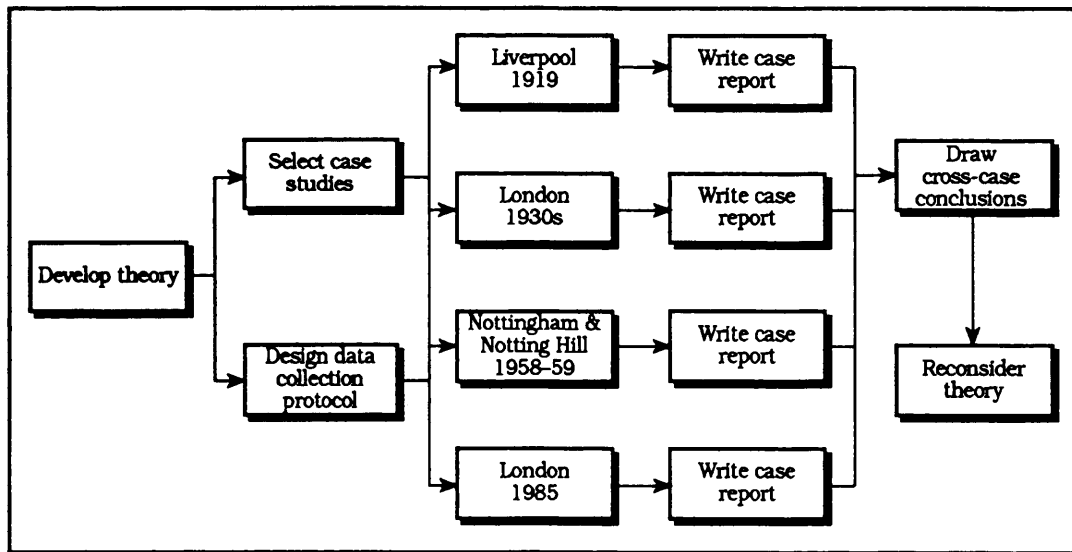 Develop theory
Select case
studies
Design data
collection
protocol
Liverpool
1919
Write case
report
London
1930s
Write case
report
Nottingham &
Notting Hill
1958–59
Write case
report
London
1985
Write case
report
Draw
cross-case
conclusions
Reconsider
theory